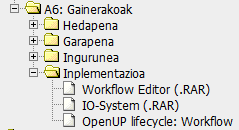 A6: Gainerakoak
Hedapena
Garapena
Ingurunea
Inplementazioa
Workflow Editor (.RAR)
IO-System (.RAR)
OpenUP lifecycle: Workflow